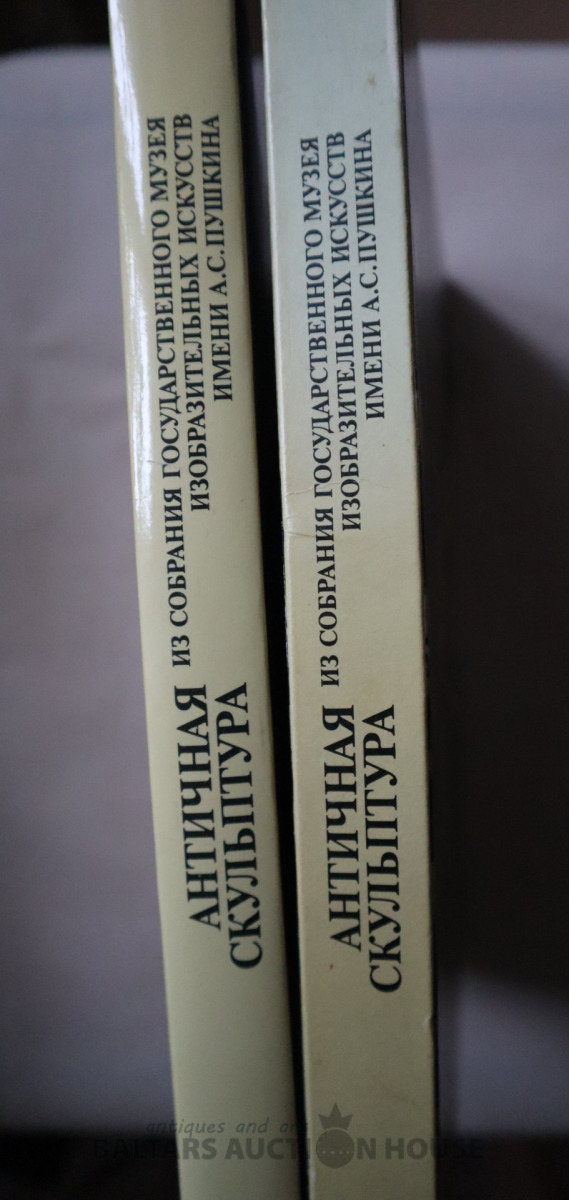 АНТИЧНАЯ
СКУЛЬПТУРА
ИЗ СОБРАНИЯ ГОСУДАРСТВЕННОГО МУЗЕЯ
ИЗОБРАЗИТЕЛЬНЫХ ИСКУССТВ
ИМЕНИ А.С.ПУШКИНА
АНТИЧНАЯ
СКУЛЬПТУРА
ИЗ СОБРАНИЯ ГОСУДАРСТВЕННОГО МУЗЕЯ
ИЗОБРАЗИТЕЛЬНЫХ ИСКУССТВ
ИМЕНИ А.С.ПУШКИНА
antiques and art
BALTARS AUCTION HOUSE